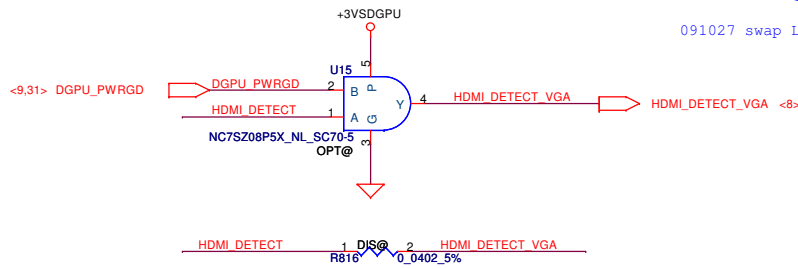 +3VSDGPU
091027 swap L
U15
5
<9,31> DGPU_PWRGD
DGPU_PWRGD
2
B
P
Y
4
HDMI_DETECT_VGA
HDMI_DETECT_VGA <8>
HDMI_DETECT
1
A
G
NC7SZ08P5X_NL_SC70-5
3
OPT@
HDMI_DETECT
1
DIS@
2
HDMI_DETECT_VGA
R816
0_0402_5%